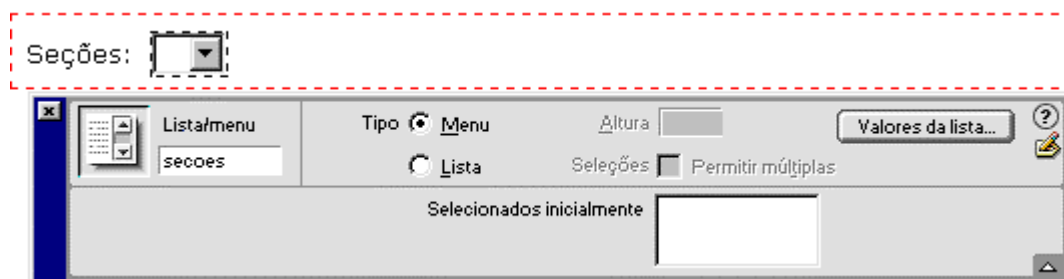 Seções:
Lista/menu
Tipo Menu Altura Valores da lista...
secoes
Lista Seleções Permitir múltiplas
Selecionados inicialmente